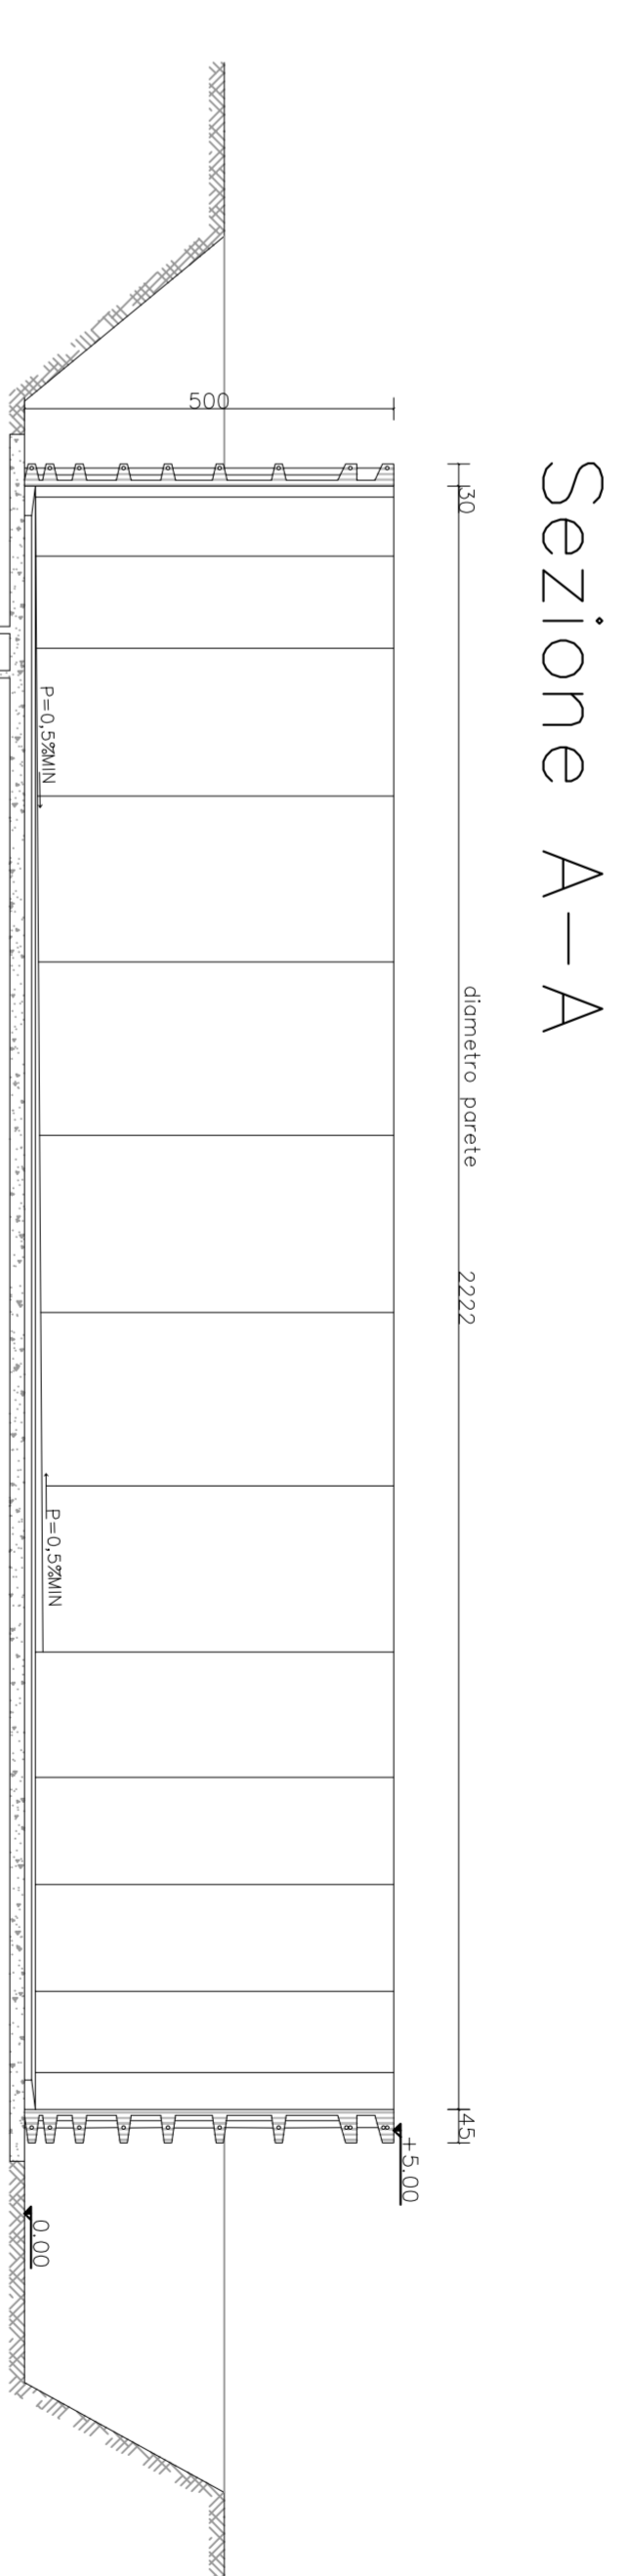 Sezione A-A
30
diametro parete
2222
45
500
+5.00
P=0,5%MIN
P=0,5%MIN
0.00